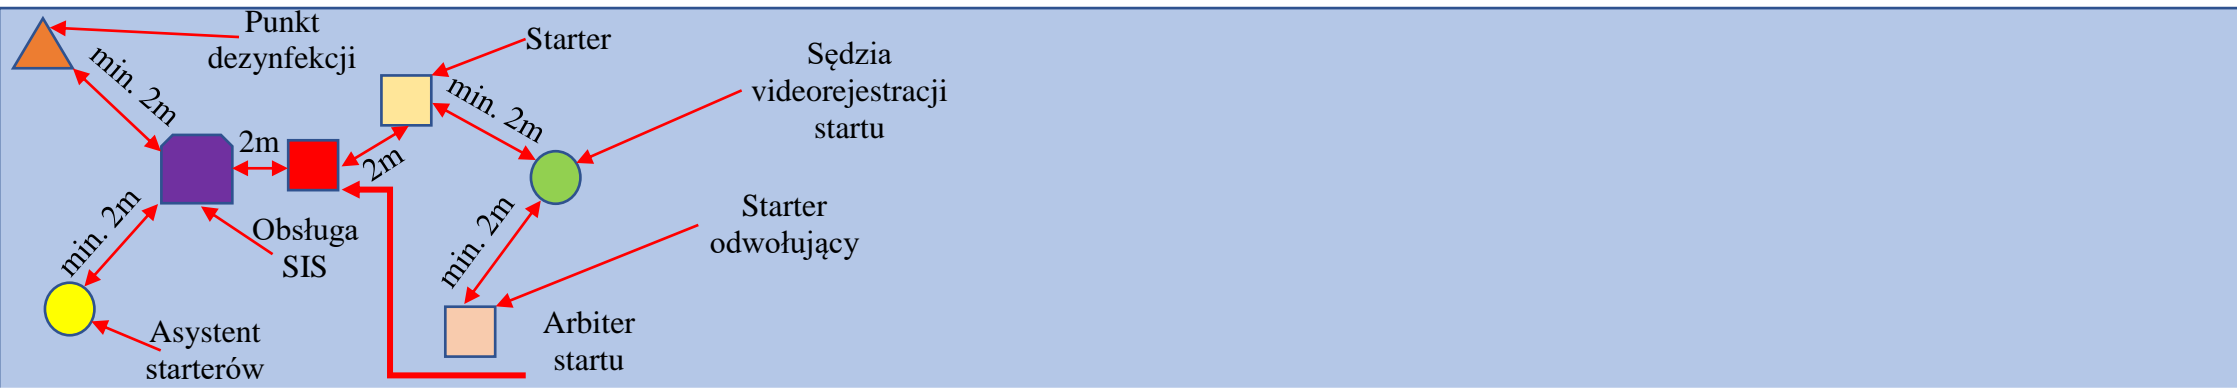 Punkt
dezynfekcji
min. 2m
Starter
Sędzia
videorejestracji
startu
min. 2m
2m
2m
min. 2m
Obsługa
SIS
min. 2m
Starter
odwołujący
Asystent
starterów
Arbiter
startu